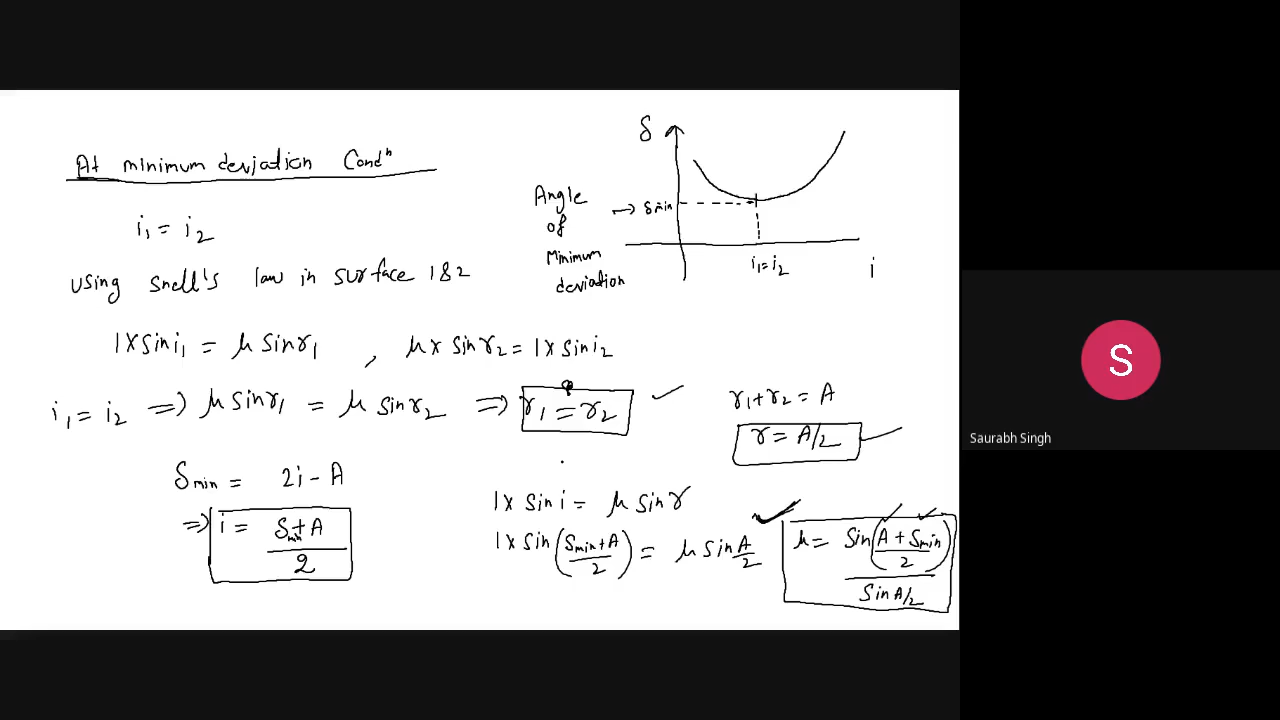 At minimum deviation Condⁿ
i₁ = i₂
using snell's law in surface 1 & 2
1 x sin i₁ = μ sin r₁ , μ x sin r₂ = 1 x sin i₂
i₁ = i₂ ⇒ μ sin r₁ = μ sin r₂ ⇒ r₁ = r₂ ✓
δmin = 2i - A
⇒ i = (δmin + A)/2
δ
Angle
of
Minimum
deviation
→ δmin
i₁ = i₂
i
r₁ + r₂ = A
r = A/2
1 x sin i = μ sin r
1 x sin((δmin + A)/2) = μ sin A/2
μ = sin((A + δmin)/2) / sin A/2
S
Saurabh Singh